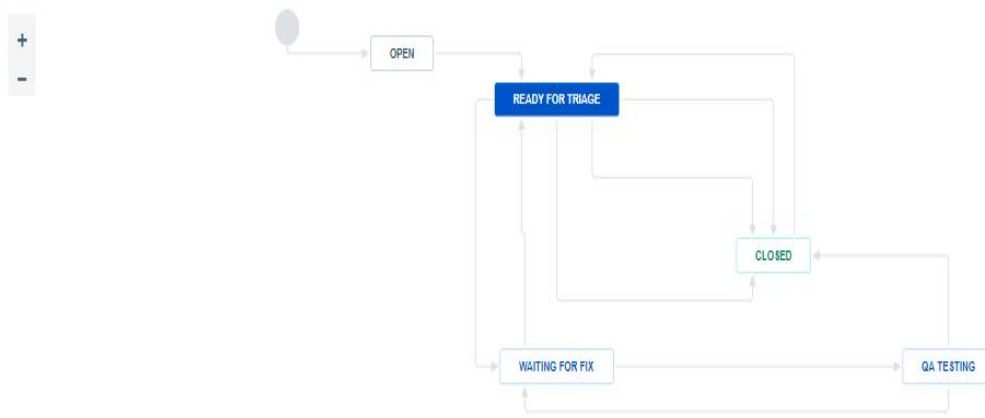 +
OPEN
−
READY FOR TRIAGE
CLOSED
WAITING FOR FIX
QA TESTING